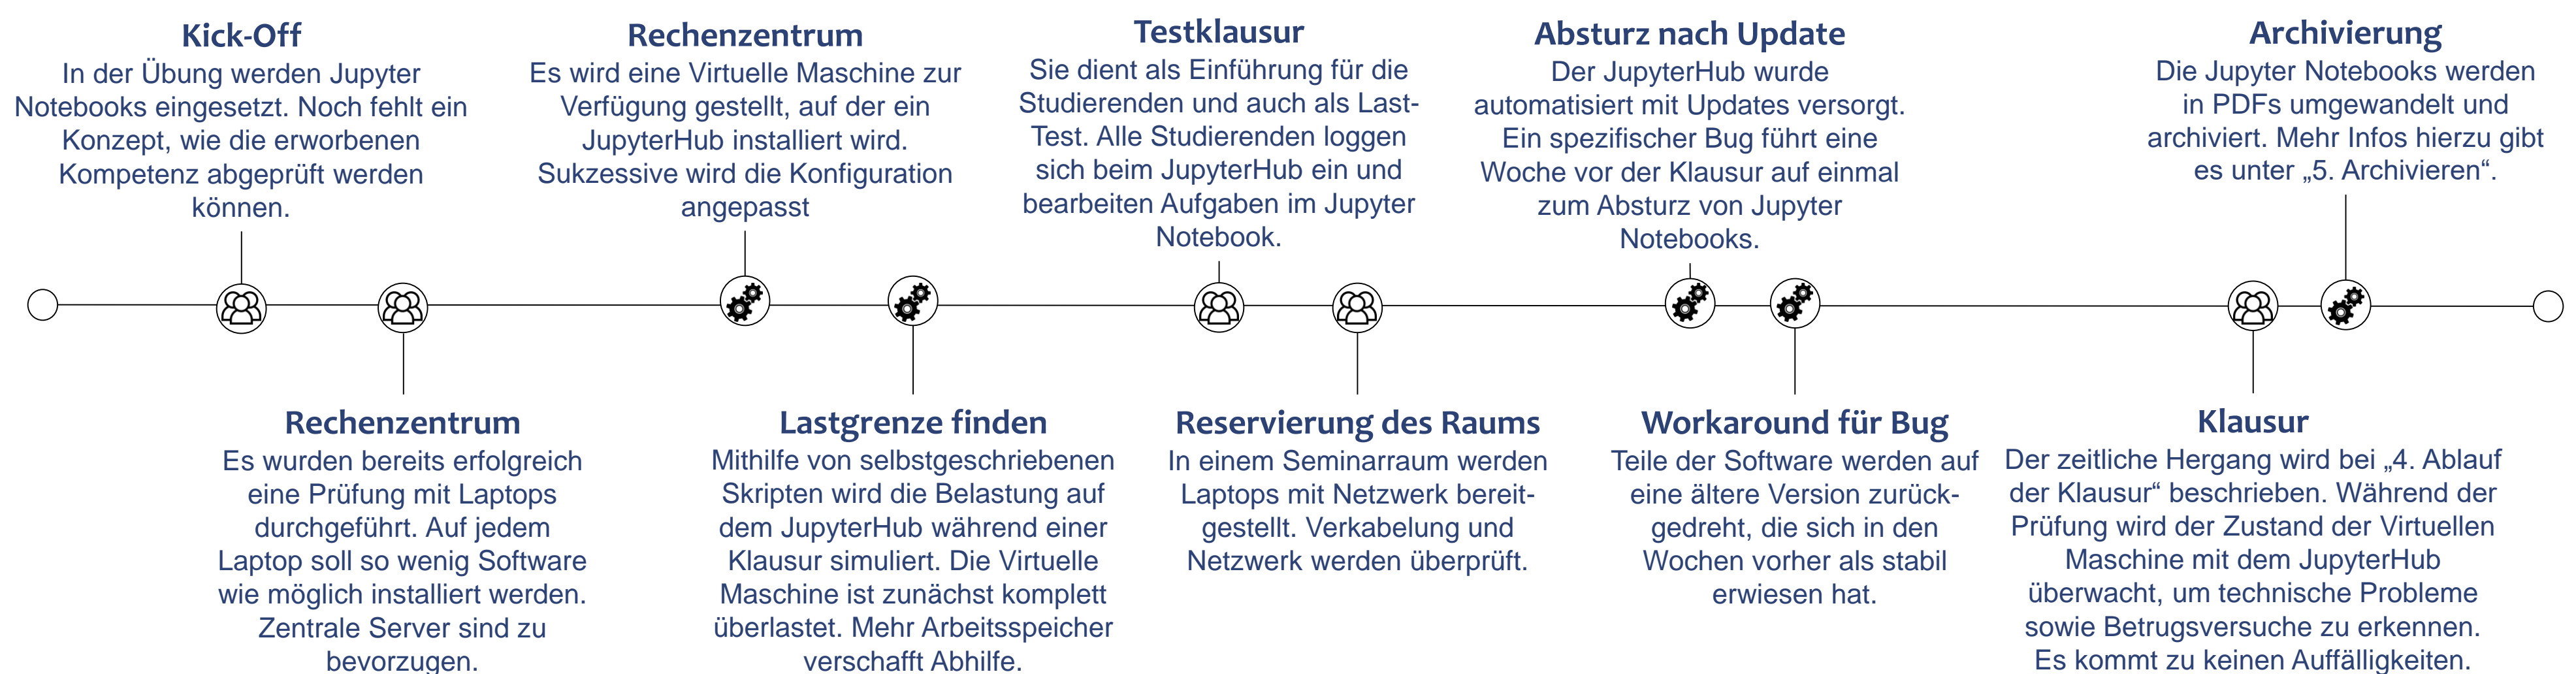 Kick-Off
In der Übung werden Jupyter
Notebooks eingesetzt. Noch fehlt ein
Konzept, wie die erworbenen
Kompetenz abgeprüft werden
können.
Rechenzentrum
Es wurden bereits erfolgreich
eine Prüfung mit Laptops
durchgeführt. Auf jedem
Laptop soll so wenig Software
wie möglich installiert werden.
Zentrale Server sind zu
bevorzugen.
Rechenzentrum
Es wird eine Virtuelle Maschine zur
Verfügung gestellt, auf der ein
JupyterHub installiert wird.
Sukzessive wird die Konfiguration
angepasst
Lastgrenze finden
Mithilfe von selbstgeschriebenen
Skripten wird die Belastung auf
dem JupyterHub während einer
Klausur simuliert. Die Virtuelle
Maschine ist zunächst komplett
überlastet. Mehr Arbeitsspeicher
verschafft Abhilfe.
Testklausur
Sie dient als Einführung für die
Studierenden und auch als Last-
Test. Alle Studierenden loggen
sich beim JupyterHub ein und
bearbeiten Aufgaben im Jupyter
Notebook.
Reservierung des Raums
In einem Seminarraum werden
Laptops mit Netzwerk bereit-
gestellt. Verkabelung und
Netzwerk werden überprüft.
Absturz nach Update
Der JupyterHub wurde
automatisiert mit Updates versorgt.
Ein spezifischer Bug führt eine
Woche vor der Klausur auf einmal
zum Absturz von Jupyter
Notebooks.
Workaround für Bug
Teile der Software werden auf
eine ältere Version zurück-
gedreht, die sich in den
Wochen vorher als stabil
erwiesen hat.
Klausur
Der zeitliche Hergang wird bei „4. Ablauf
der Klausur“ beschrieben. Während der
Prüfung wird der Zustand der Virtuellen
Maschine mit dem JupyterHub
überwacht, um technische Probleme
sowie Betrugsversuche zu erkennen.
Es kommt zu keinen Auffälligkeiten.
Archivierung
Die Jupyter Notebooks werden
in PDFs umgewandelt und
archiviert. Mehr Infos hierzu gibt
es unter „5. Archivieren“.